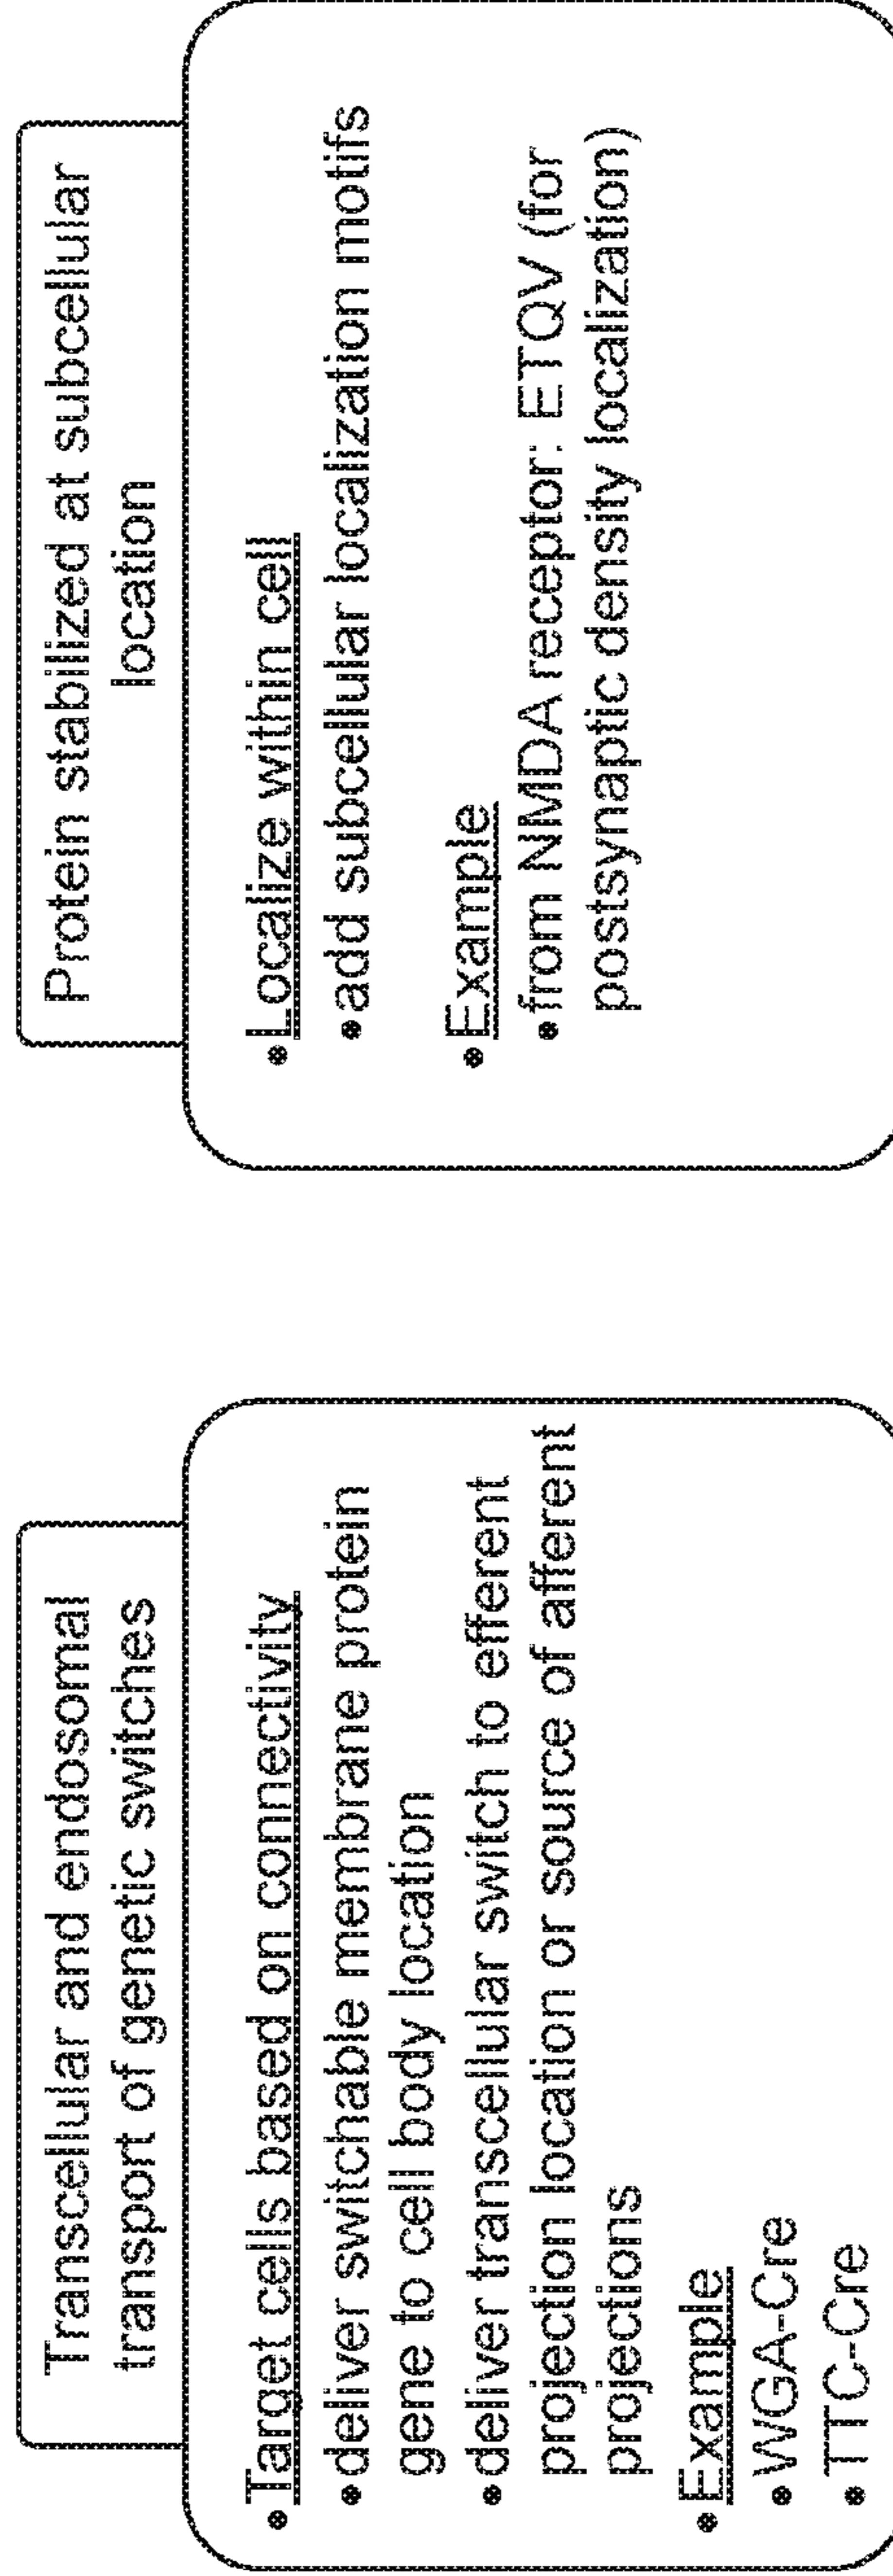 Transcellular and endosomal
transport of genetic switches
• Target cells based on connectivity
• deliver switchable membrane protein
gene to cell body location
• deliver transcellular switch to efferent
projection location or source of afferent
projections
• Example
• WGA-Cre
• TTC-Cre
Protein stabilized at subcellular
location
• Localize within cell
• add subcellular localization motifs
• Example
• from NMDA receptor: ETQV (for
postsynaptic density localization)